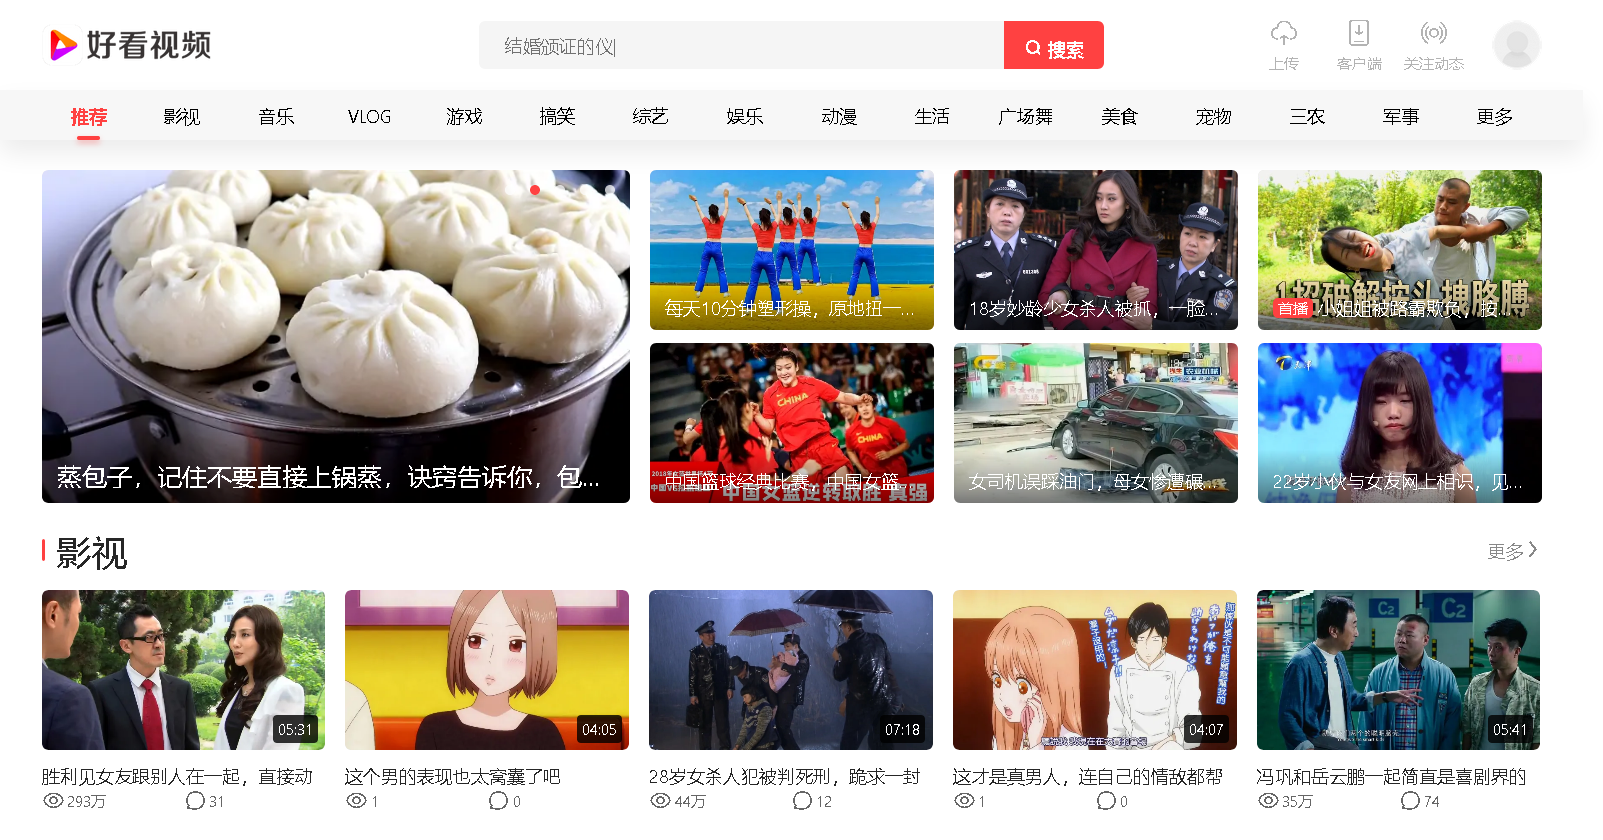 好看视频
结婚颁证的仪
搜索
上传
客户端
关注动态
推荐
影视
音乐
VLOG
游戏
搞笑
综艺
娱乐
动漫
生活
广场舞
美食
宠物
三农
军事
更多
蒸包子，记住不要直接上锅蒸，诀窍告诉你，包...
每天10分钟塑形操，原地扭一...
18岁妙龄少女杀人被抓，一脸...
1招破解按头拽胳膊
首播 小姐姐被路霸欺负，按...
中国篮球经典比赛，中国女篮...
中国女篮逆转取胜 真强
CHINA
CHINA
女司机误踩油门，母女惨遭碾...
22岁小伙与女友网上相识，见...
影视
更多
05:31
04:05
07:18
04:07
C2
C2
05:41
胜利见女友跟别人在一起，直接动
293万
31
这个男的表现也太窝囊了吧
1
0
28岁女杀人犯被判死刑，跪求一封
44万
12
这才是真男人，连自己的情敌都帮
1
0
冯巩和岳云鹏一起简直是喜剧界的
35万
74